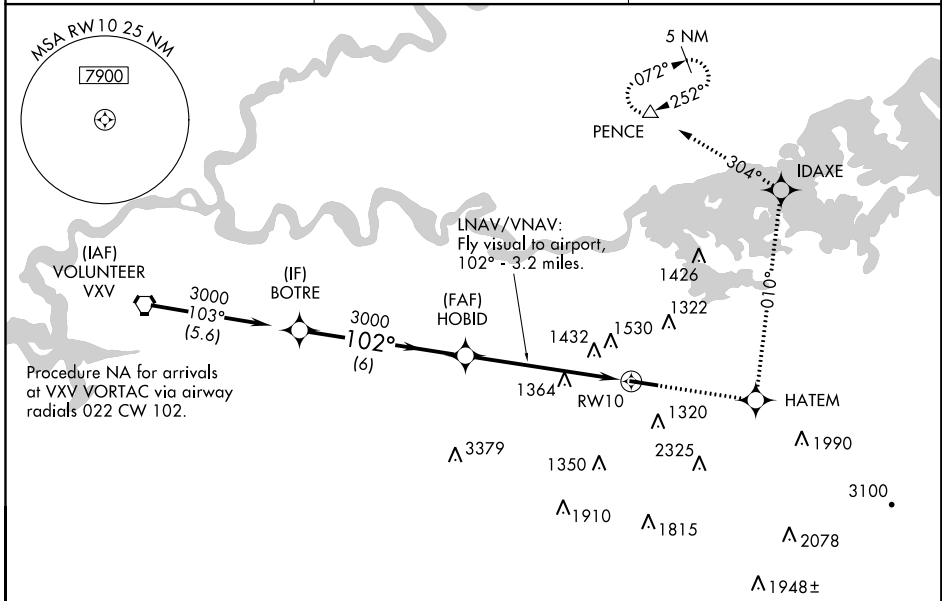 MSA RW10 25 NM
7900
5 NM
072°
252°
PENCE
304°
IDAXE
LNAV/VNAV:
Fly visual to airport,
102° - 3.2 miles.
010°
(IAF)
VOLUNTEER
VXV
3000
103°
(5.6)
(IF)
BOTRE
3000
102°
(6)
(FAF)
HOBID
1426
1322
1530
1432
1364
RW10
HATEM
Procedure NA for arrivals
at VXV VORTAC via airway
radials 022 CW 102.
1320
1990
3379
1350
2325
3100
1910
1815
2078
1948±